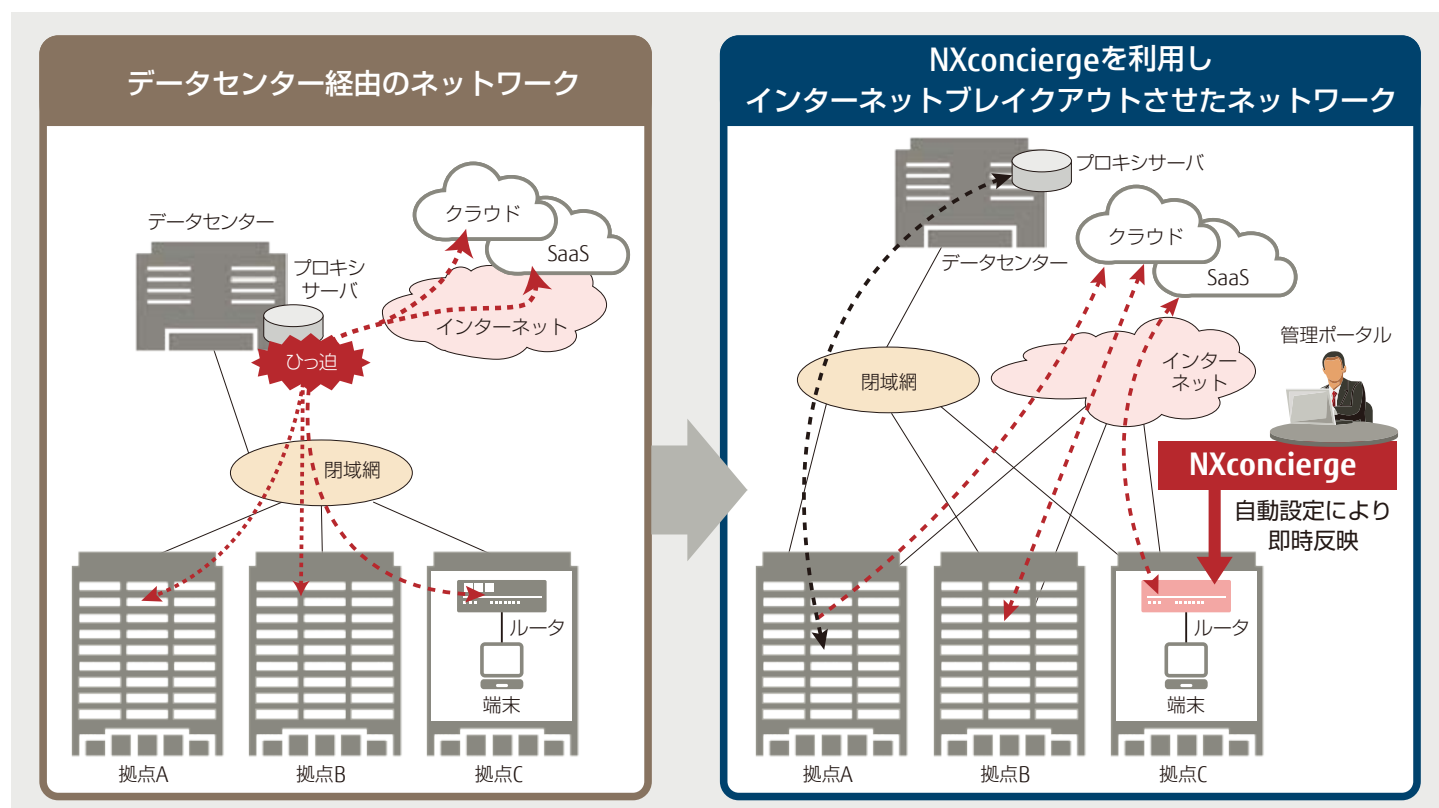 データセンター経由のネットワーク
データセンター
プロキシ
サーバ
ひっ迫
クラウド
SaaS
インターネット
閉域網
ルータ
端末
拠点A
拠点B
拠点C
NXconciergeを利用し
インターネットブレイクアウトさせたネットワーク
プロキシサーバ
データセンター
クラウド
SaaS
インター
ネット
閉域網
管理ポータル
NXconcierge
自動設定により
即時反映
ルータ
端末
拠点A
拠点B
拠点C